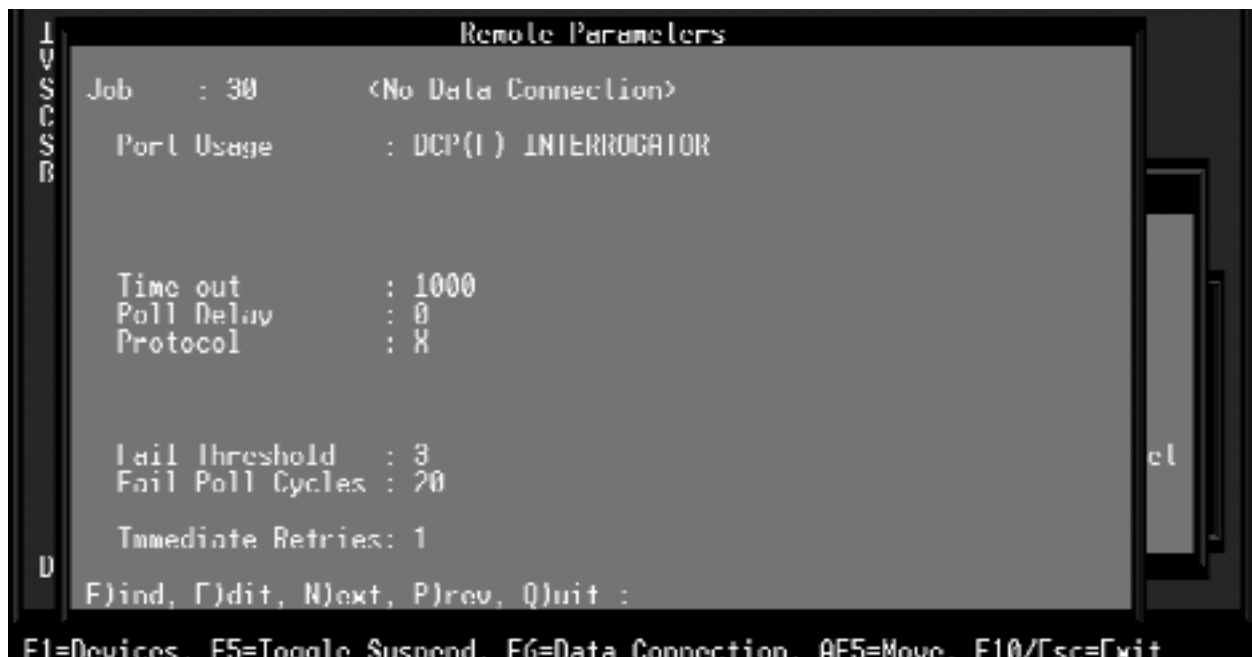 Remote Parameters
Job : 30 <No Data Connection>
Port Usage : DCP(F) INTERROGATOR
Time out : 1000
Poll Delay : 0
Protocol : X
Fail Threshold : 3
Fail Poll Cycles : 20
Immediate Retries: 1
F)ind, E)dit, N)ext, P)rev, Q)uit :
F1=Devices, F5=Toggle Suspend, F6=Data Connection, AF5=Move, F10/Esc=Exit